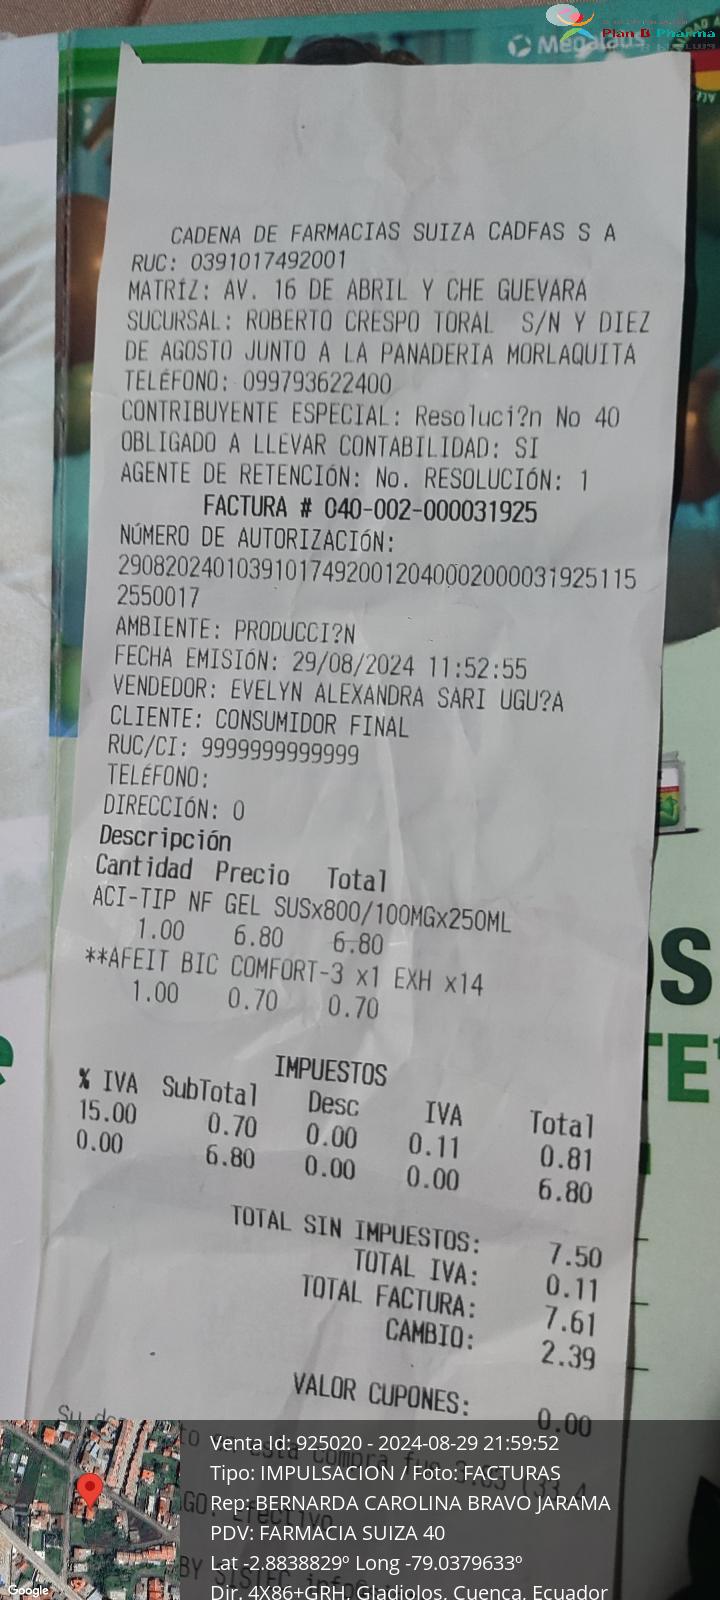 Plan B Pharma
CADENA DE FARMACIAS SUIZA CADFAS S A
RUC: 0391017492001
MATRÍZ: AV. 16 DE ABRIL Y CHE GUEVARA
SUCURSAL: ROBERTO CRESPO TORAL S/N Y DIEZ
DE AGOSTO JUNTO A LA PANADERIA MORLAQUITA
TELÉFONO: 099793622400
CONTRIBUYENTE ESPECIAL: Resoluci?n No 40
OBLIGADO A LLEVAR CONTABILIDAD: SI
AGENTE DE RETENCIÓN: No. RESOLUCIÓN: 1
FACTURA # 040-002-000031925
NÚMERO DE AUTORIZACIÓN:
290820240103910174920012040002000031925115
2550017
AMBIENTE: PRODUCCI?N
FECHA EMISIÓN: 29/08/2024 11:52:55
VENDEDOR: EVELYN ALEXANDRA SARI UGU?A
CLIENTE: CONSUMIDOR FINAL
RUC/CI: 9999999999999
TELÉFONO:
DIRECCIÓN: 0
Descripción
Cantidad Precio Total
ACI-TIP NF GEL SUSx800/100MGx250ML
1.00 6.80 6.80
**AFEIT BIC COMFORT-3 x1 EXH x14
1.00 0.70 0.70
IMPUESTOS
% IVA SubTotal Desc IVA Total
15.00 0.70 0.00 0.11 0.81
0.00 6.80 0.00 0.00 6.80
TOTAL SIN IMPUESTOS: 7.50
TOTAL IVA: 0.11
TOTAL FACTURA: 7.61
CAMBIO: 2.39
VALOR CUPONES: 0.00
Venta Id: 925020 - 2024-08-29 21:59:52
Tipo: IMPULSACION / Foto: FACTURAS
Rep: BERNARDA CAROLINA BRAVO JARAMA
PDV: FARMACIA SUIZA 40
Lat -2.8838829º Long -79.0379633º
Dir. 4X86+GRH, Gladiolos, Cuenca, Ecuador
Google